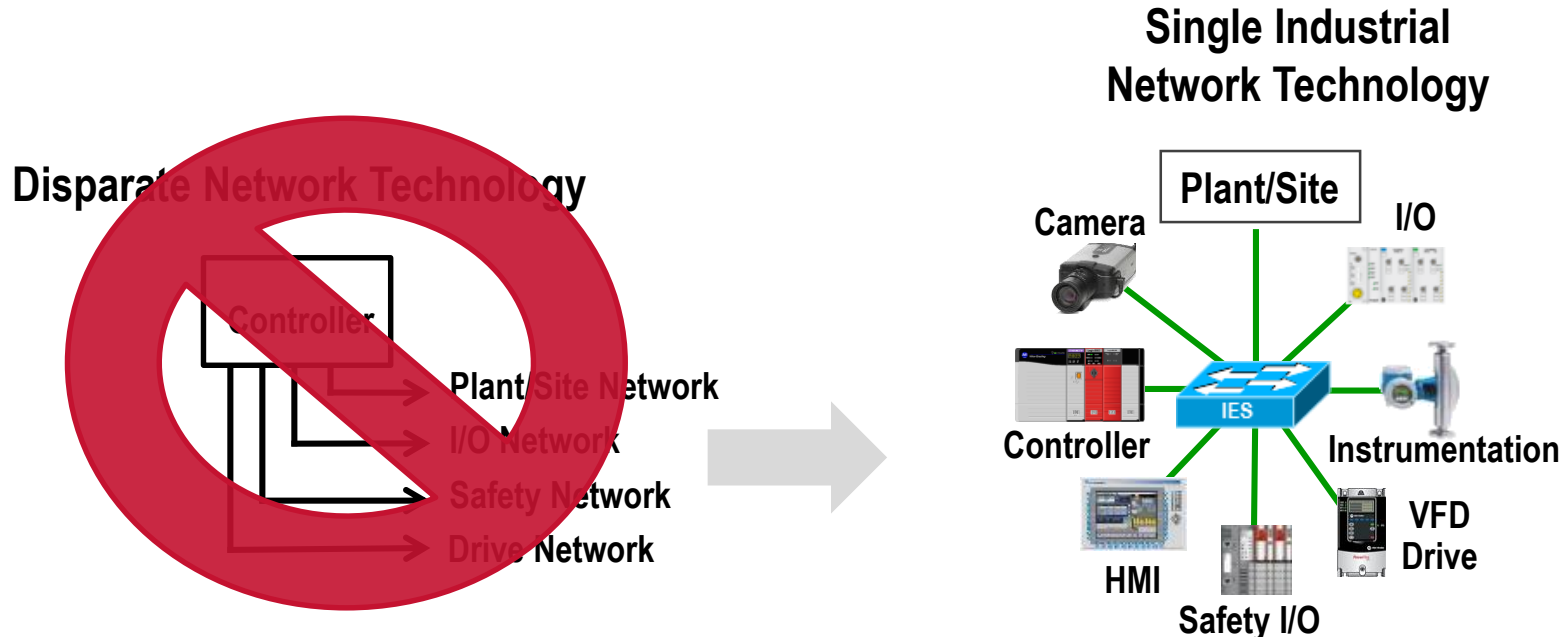 Single Industrial
Network Technology
Disparate Network Technology
Controller
Plant/Site Network
I/O Network
Safety Network
Drive Network
Plant/Site
Camera
I/O
IES
Controller
Instrumentation
HMI
VFD
Drive
Safety I/O